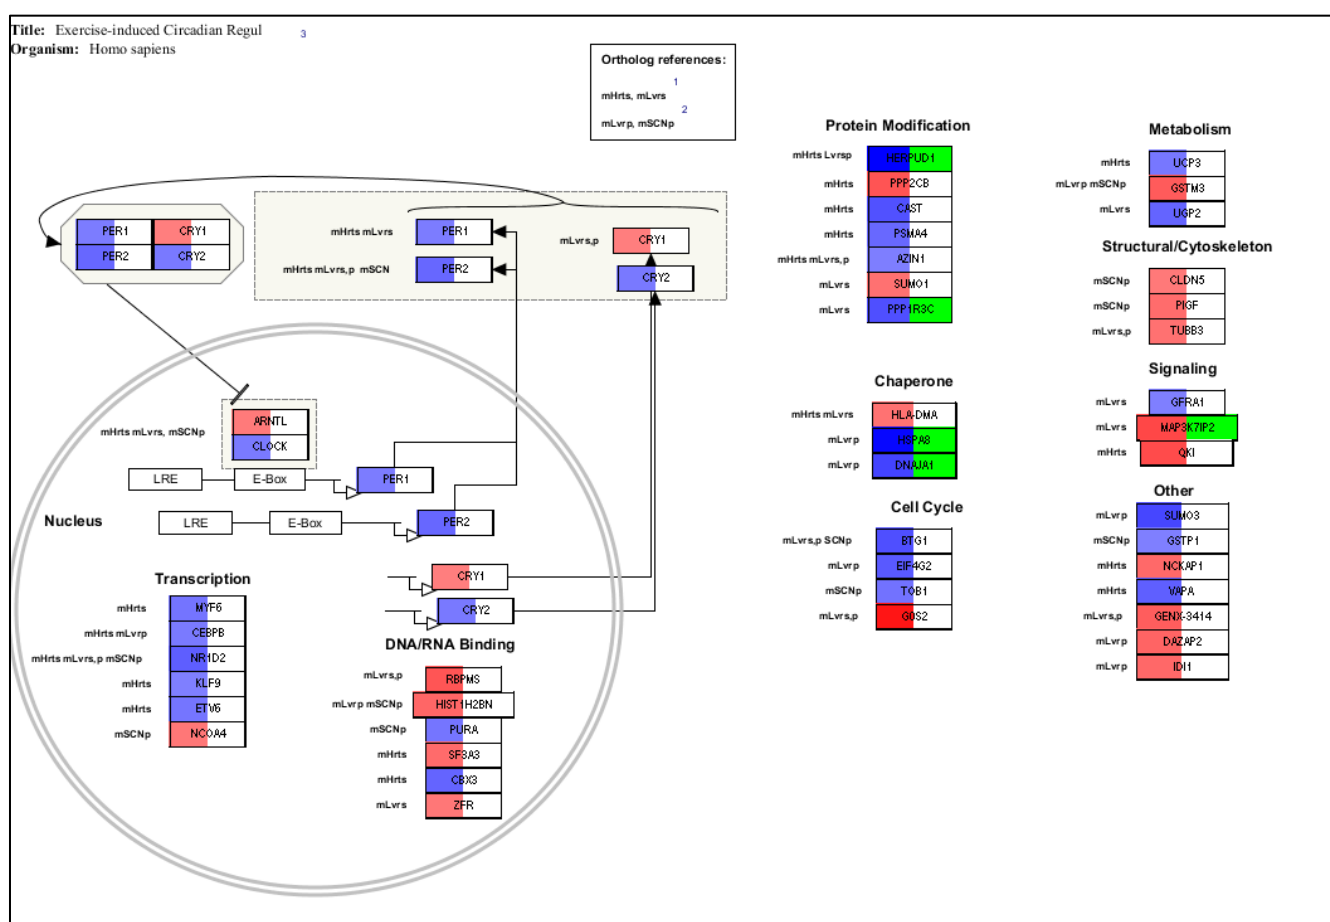 Title: Exercise-induced Circadian Regul 3
Organism: Homo sapiens
Ortholog references:
mHrts, mLvrs 1
mLvrp, mSCNp 2
PER1 CRY1
PER2 CRY2
mHrts mLvrs PER1
mHrts mLvrs,p mSCN PER2
mLvrs,p CRY1
CRY2
mHrts mLvrs, mSCNp ARNTL
CLOCK
LRE E-Box PER1
Nucleus LRE E-Box PER2
CRY1
CRY2
Transcription
mHrts MYF6
mHrts mLvrp CEBPB
mHrts mLvrs,p mSCNp NR1D2
mHrts KLF9
mHrts ETV6
mSCNp NCOA4
DNA/RNA Binding
mLvrs,p RBPMS
mLvrp mSCNp HIST1H2BN
mSCNp PURA
mHrts SF3A3
mHrts CBX3
mLvrs ZFR
Protein Modification
mHrts Lvrsp HERPUD1
mHrts PPP2CB
mHrts CAST
mHrts PSMA4
mHrts mLvrs,p AZIN1
mLvrs SUMO1
mLvrs PPP1R3C
Chaperone
mHrts mLvrs HLA-DMA
mLvrp HSPA8
mLvrp DNAJA1
Cell Cycle
mLvrs,p SCNp BTG1
mLvrp EIF4G2
mSCNp TOB1
mLvrs,p G0S2
Metabolism
mHrts UCP3
mLvrp mSCNp GSTM3
mLvrs UGP2
Structural/Cytoskeleton
mSCNp CLDN5
mSCNp PIGF
mLvrs,p TUBB3
Signaling
mLvrs GFRA1
mLvrs MAP3K7IP2
mHrts QKI
Other
mLvrp SUMO3
mSCNp GSTP1
mHrts NCKAP1
mHrts VAPA
mLvrs,p GENX-3414
mLvrp DAZAP2
mLvrp IDI1